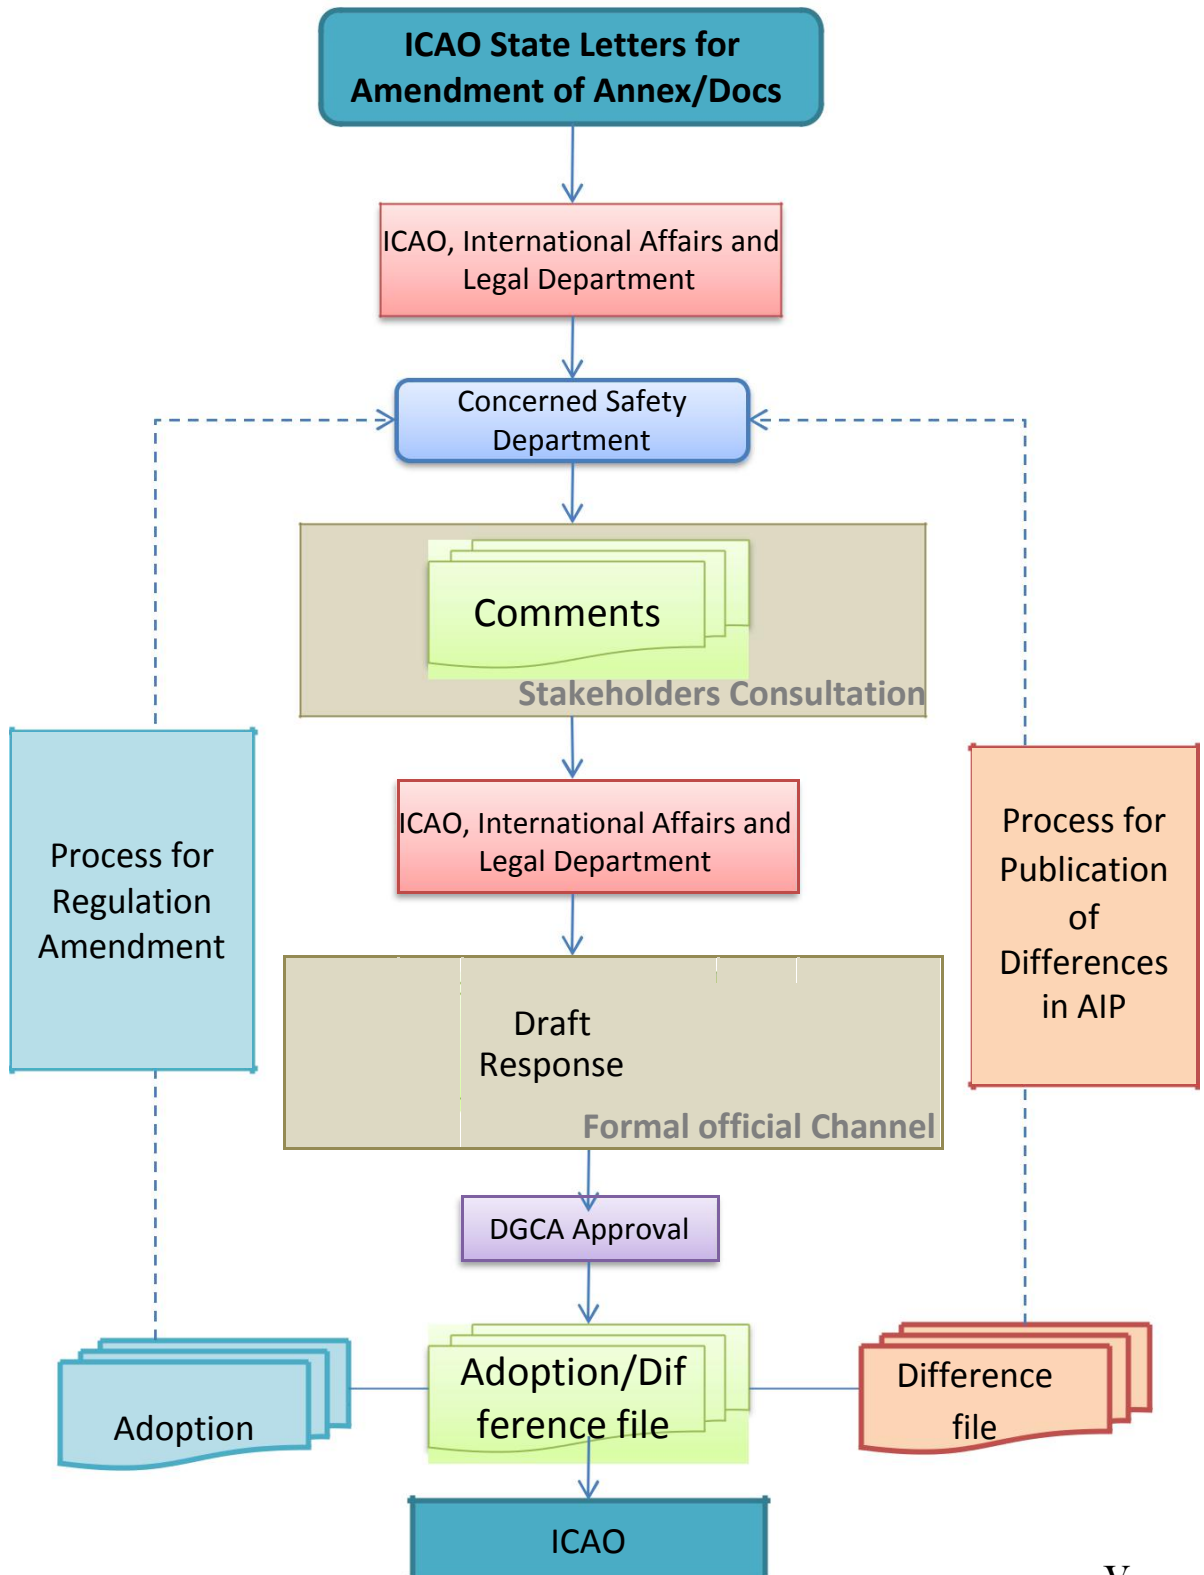 ICAO State Letters for
Amendment of Annex/Docs
ICAO, International Affairs and
Legal Department
Concerned Safety
Department
Comments
Stakeholders Consultation
ICAO, International Affairs and
Legal Department
Process for
Regulation
Amendment
Process for
Publication
of
Differences
in AIP
Draft
Response
Formal official Channel
DGCA Approval
Adoption
Adoption/Dif
ference file
Difference
file
ICAO